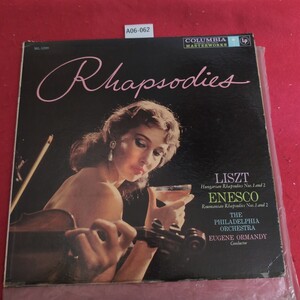 A06-062
COLUMBIA
MASTERWORKS
Rhapsodies
LISZT
Hungarian Rhapsodies Nos. 1 and 2
ENESCO
Roumanian Rhapsodies Nos. 1 and 2
THE
PHILADELPHIA
ORCHESTRA
EUGENE ORMANDY
Conductor